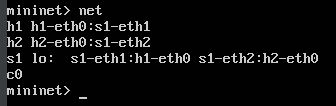 mininet> net
h1 h1-eth0:s1-eth1
h2 h2-eth0:s1-eth2
s1 lo:  s1-eth1:h1-eth0 s1-eth2:h2-eth0
c0
mininet> _